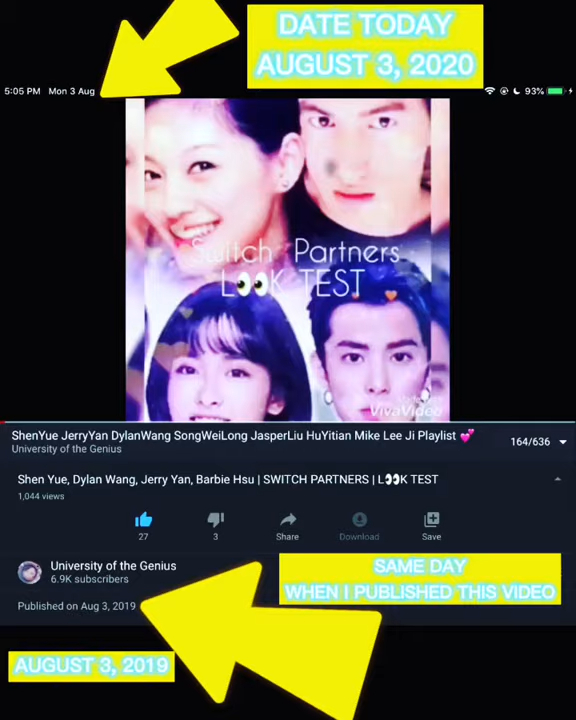 DATE TODAY
AUGUST 3, 2020
5:05 PM Mon 3 Aug
93%
Switch Partners
L👀K TEST
Made with
VivaVideo
ShenYue JerryYan DylanWang SongWeiLong JasperLiu HuYitian Mike Lee Ji Playlist 💕
164/636
University of the Genius
Shen Yue, Dylan Wang, Jerry Yan, Barbie Hsu | SWITCH PARTNERS | L👀K TEST
1,044 views
27
3
Share
Download
Save
University of the Genius
6.9K subscribers
SAME DAY
WHEN I PUBLISHED THIS VIDEO
Published on Aug 3, 2019
AUGUST 3, 2019